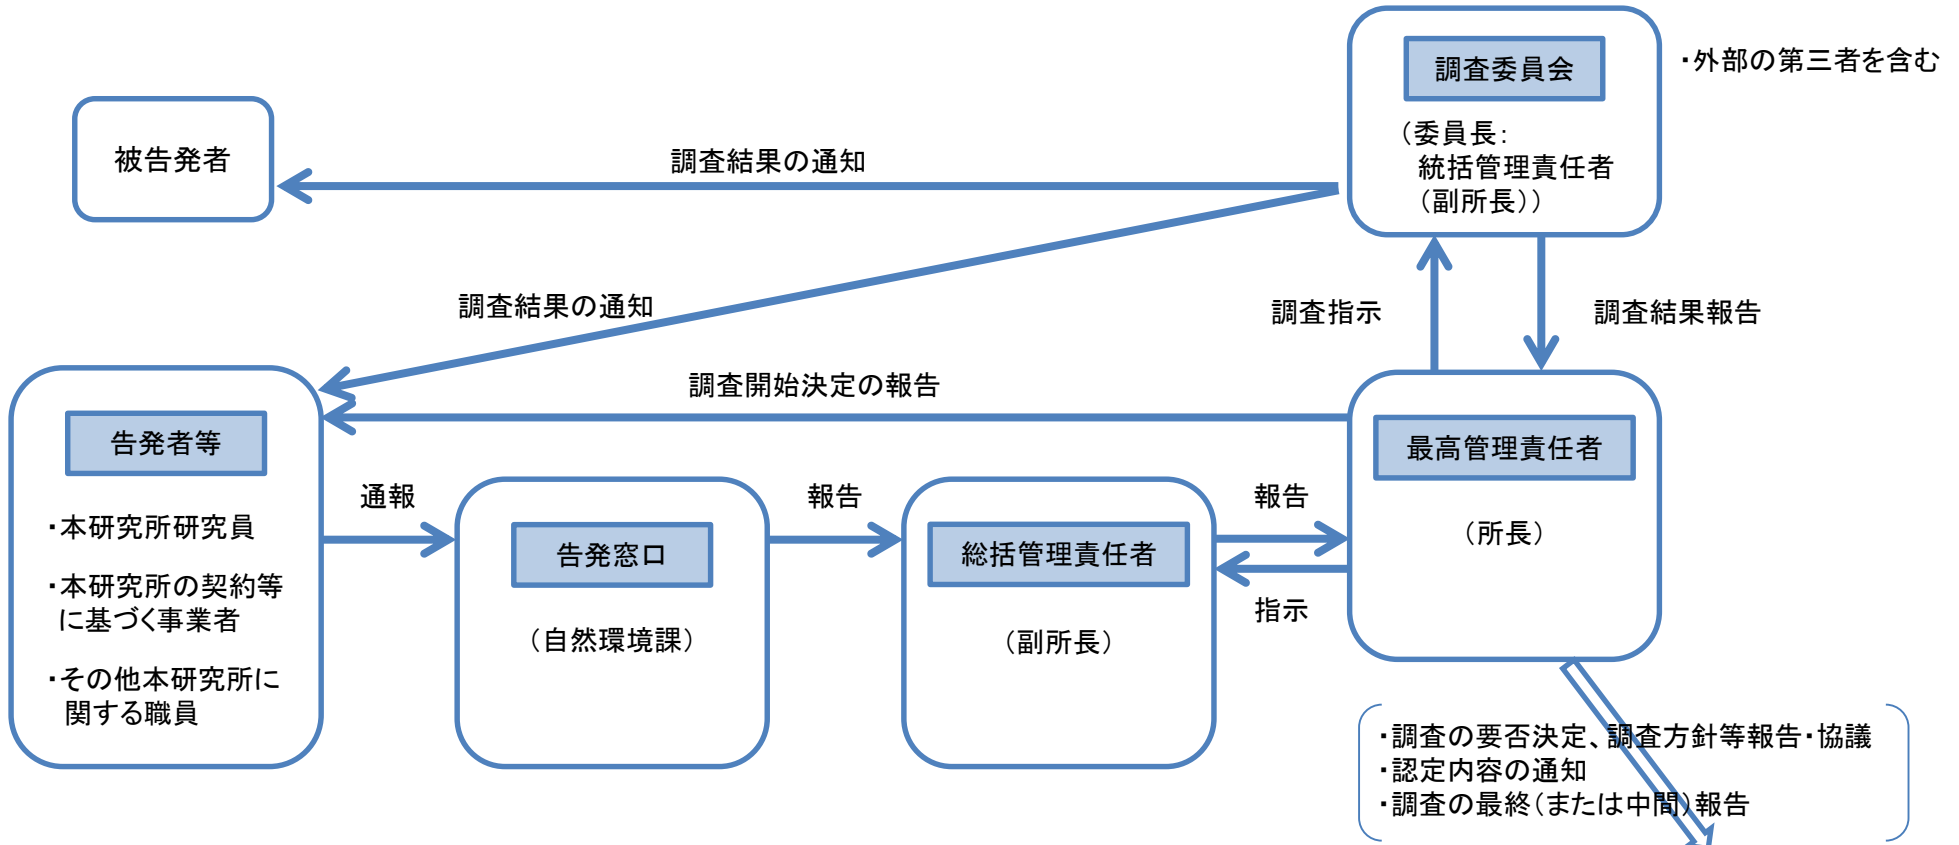 調査委員会
・外部の第三者を含む
（委員長：
統括管理責任者
（副所長））
被告発者
調査結果の通知
調査結果の通知
調査指示
調査結果報告
調査開始決定の報告
告発者等
・本研究所研究員
・本研究所の契約等
に基づく事業者
・その他本研究所に
関する職員
通報
告発窓口
（自然環境課）
報告
総括管理責任者
（副所長）
報告
指示
最高管理責任者
（所長）
・調査の要否決定、調査方針等報告・協議
・認定内容の通知
・調査の最終（または中間）報告